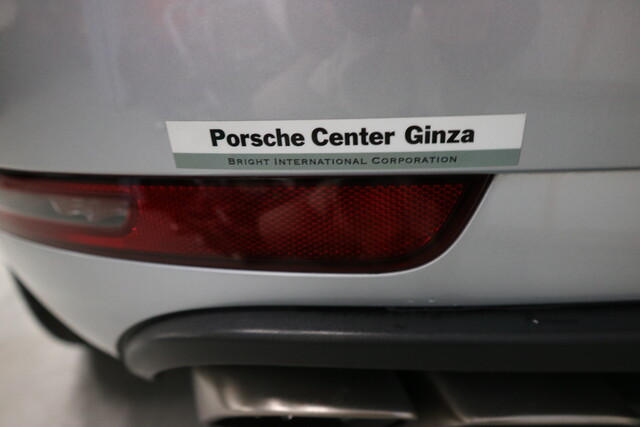 Porsche Center Ginza
BRIGHT INTERNATIONAL CORPORATION